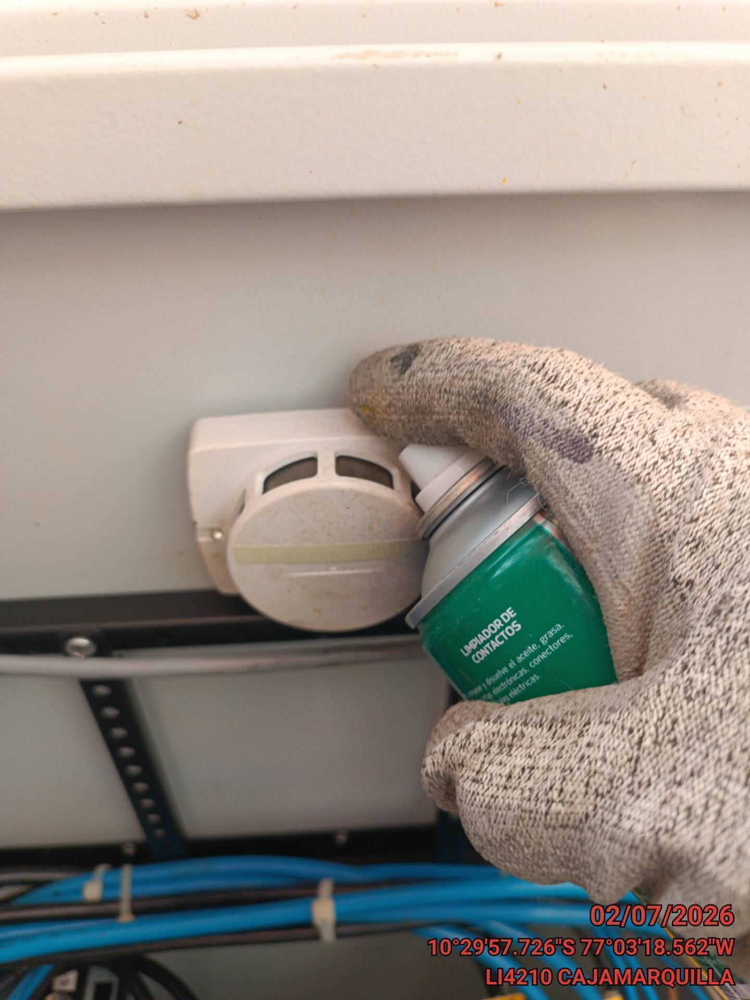 LIMPIADOR DE
CONTACTOS
y disuelve el aceite, grasa.
electrónicas, conectores,
eléctricas.
02/07/2026
10°29'57.726"S 77°03'18.562"W
LI4210 CAJAMARQUILLA